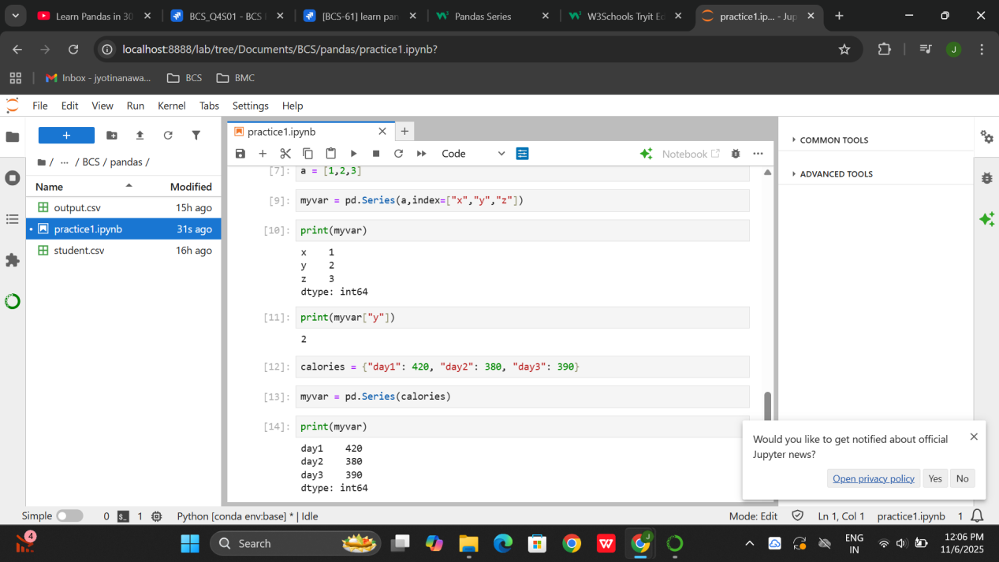 Learn Pandas in 30
BCS_Q4S01 - BCS
[BCS-61] learn pan
Pandas Series
W3Schools Tryit Ed
practice1.ip... - Jup
localhost:8888/lab/tree/Documents/BCS/pandas/practice1.ipynb?
J
Inbox - jyotinanawa...
BCS
BMC
File Edit View Run Kernel Tabs Settings Help
+
practice1.ipynb
/ ... / BCS / pandas /
Name Modified
output.csv 15h ago
practice1.ipynb 31s ago
student.csv 16h ago
Code
Notebook
[7]: a = [1,2,3]
[9]: myvar = pd.Series(a,index=["x","y","z"])
[10]: print(myvar)
x 1
y 2
z 3
dtype: int64
[11]: print(myvar["y"])
2
[12]: calories = {"day1": 420, "day2": 380, "day3": 390}
[13]: myvar = pd.Series(calories)
[14]: print(myvar)
day1 420
day2 380
day3 390
dtype: int64
COMMON TOOLS
ADVANCED TOOLS
Would you like to get notified about official
Jupyter news?
Open privacy policy Yes No
Simple 0 $_ 1 Python [conda env:base] * | Idle
Mode: Edit Ln 1, Col 1 practice1.ipynb 1
4
Search
W
J
ENG
IN
12:06 PM
11/6/2025